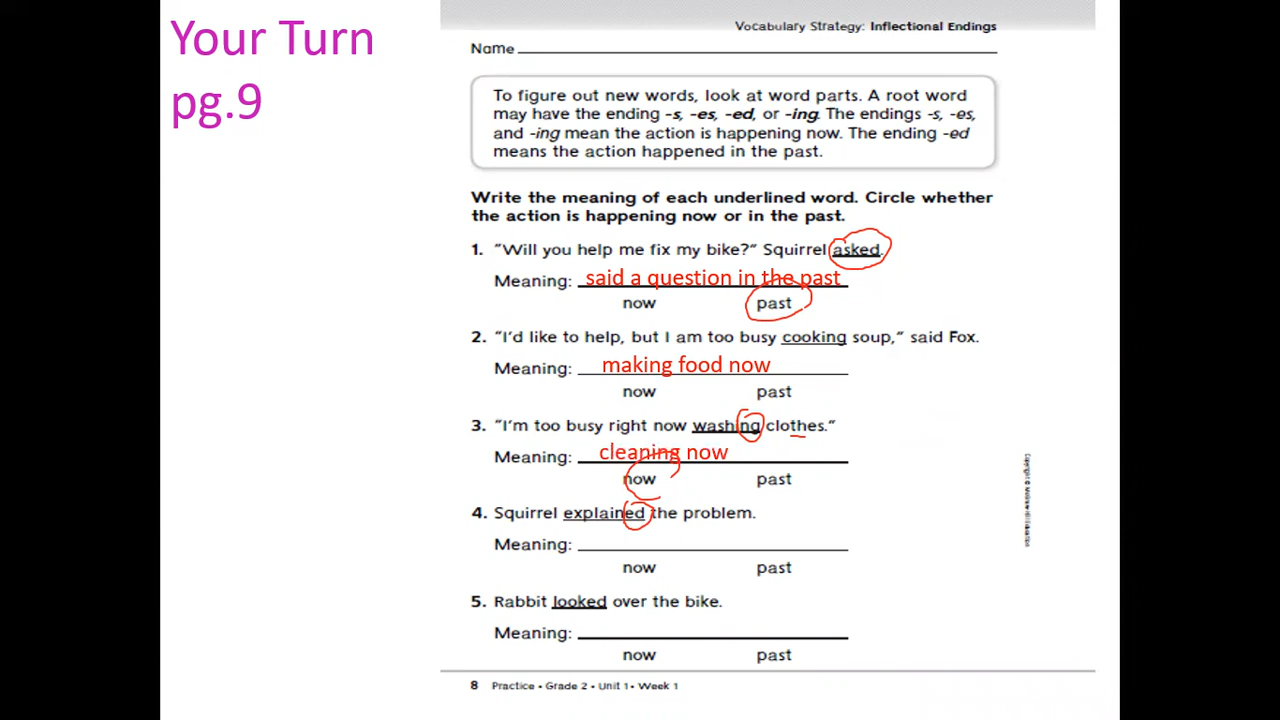 Your Turn
pg.9
Vocabulary Strategy: Inflectional Endings
Name
To figure out new words, look at word parts. A root word
may have the ending -s, -es, -ed, or -ing. The endings -s, -es,
and -ing mean the action is happening now. The ending -ed
means the action happened in the past.
Write the meaning of each underlined word. Circle whether
the action is happening now or in the past.
1. "Will you help me fix my bike?" Squirrel asked.
Meaning: said a question in the past
now past
2. "I'd like to help, but I am too busy cooking soup," said Fox.
Meaning: making food now
now past
3. "I'm too busy right now washing clothes."
Meaning: cleaning now
now past
4. Squirrel explained the problem.
Meaning:
now past
5. Rabbit looked over the bike.
Meaning:
now past
8 Practice • Grade 2 • Unit 1 • Week 1